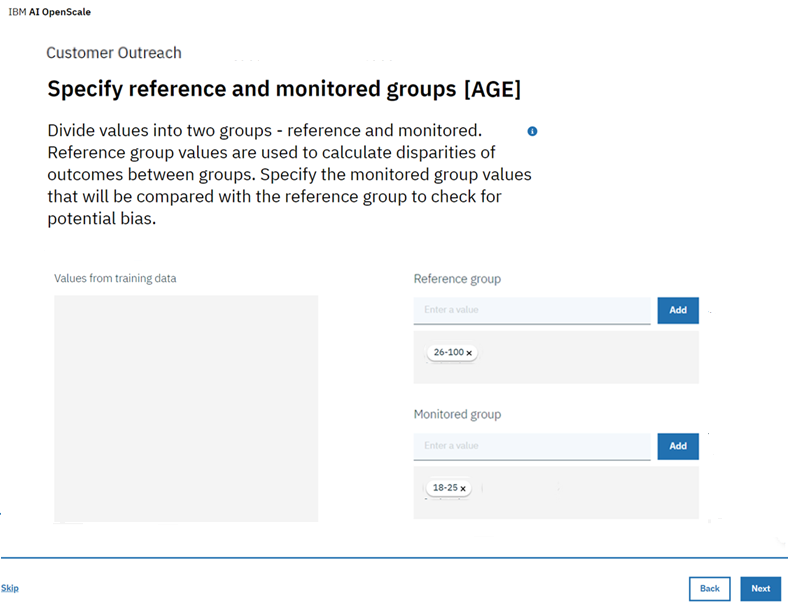 IBM AI OpenScale
Customer Outreach
Specify reference and monitored groups [AGE]
Divide values into two groups - reference and monitored.
Reference group values are used to calculate disparities of
outcomes between groups. Specify the monitored group values
that will be compared with the reference group to check for
potential bias.
Values from training data
Reference group
Enter a value
Add
26-100 ×
Monitored group
Enter a value
Add
18-25 ×
Skip
Back
Next